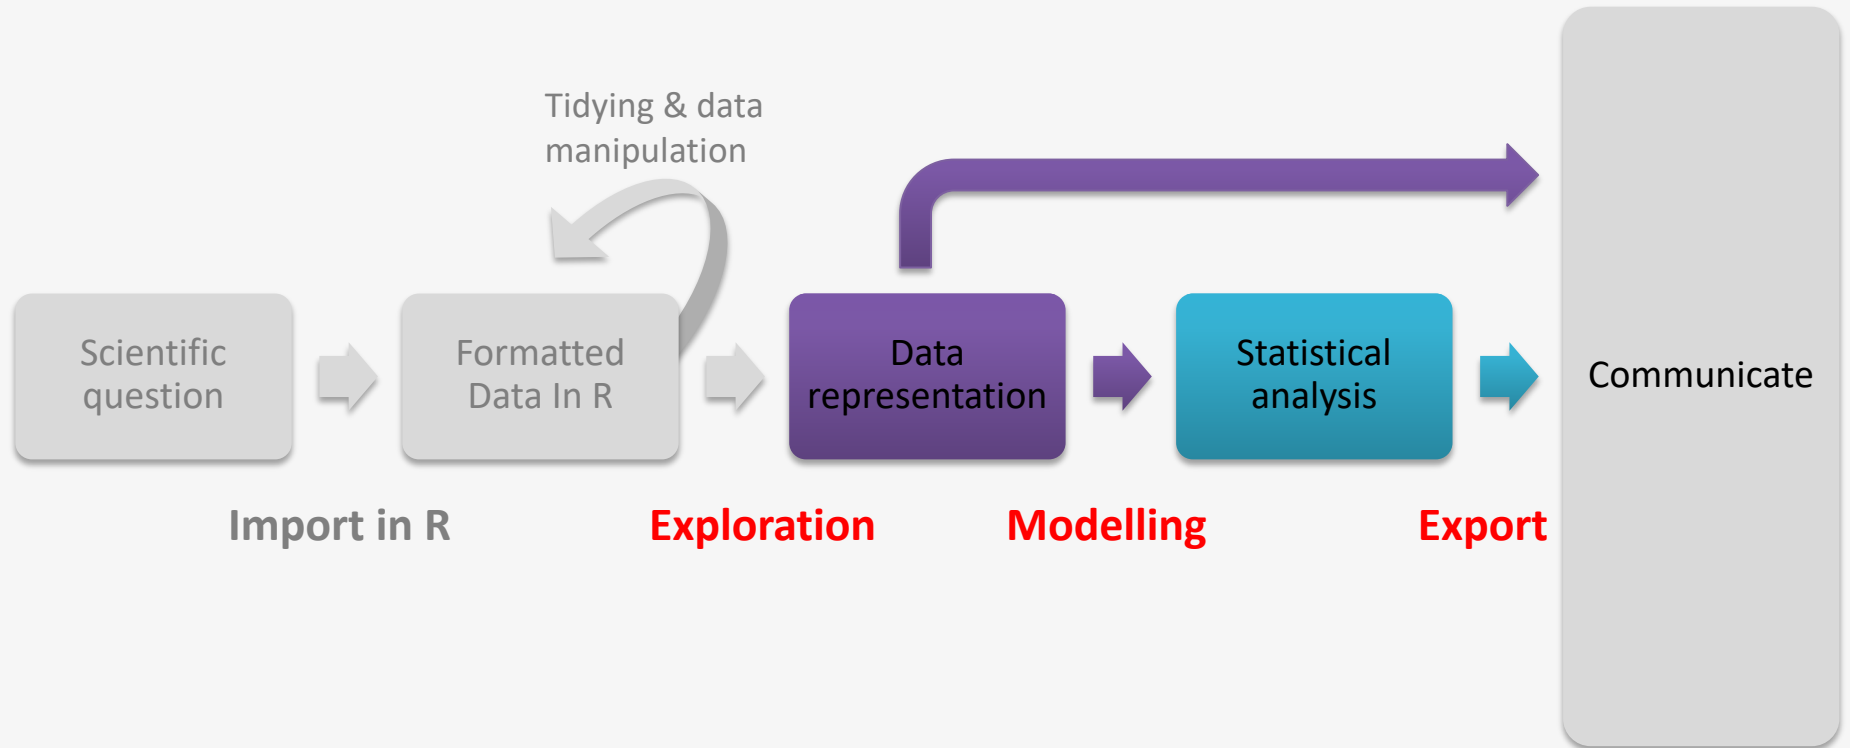 Tidying & data
manipulation
Scientific
question
Formatted
Data In R
Data
representation
Statistical
analysis
Communicate
Import in R
Exploration
Modelling
Export